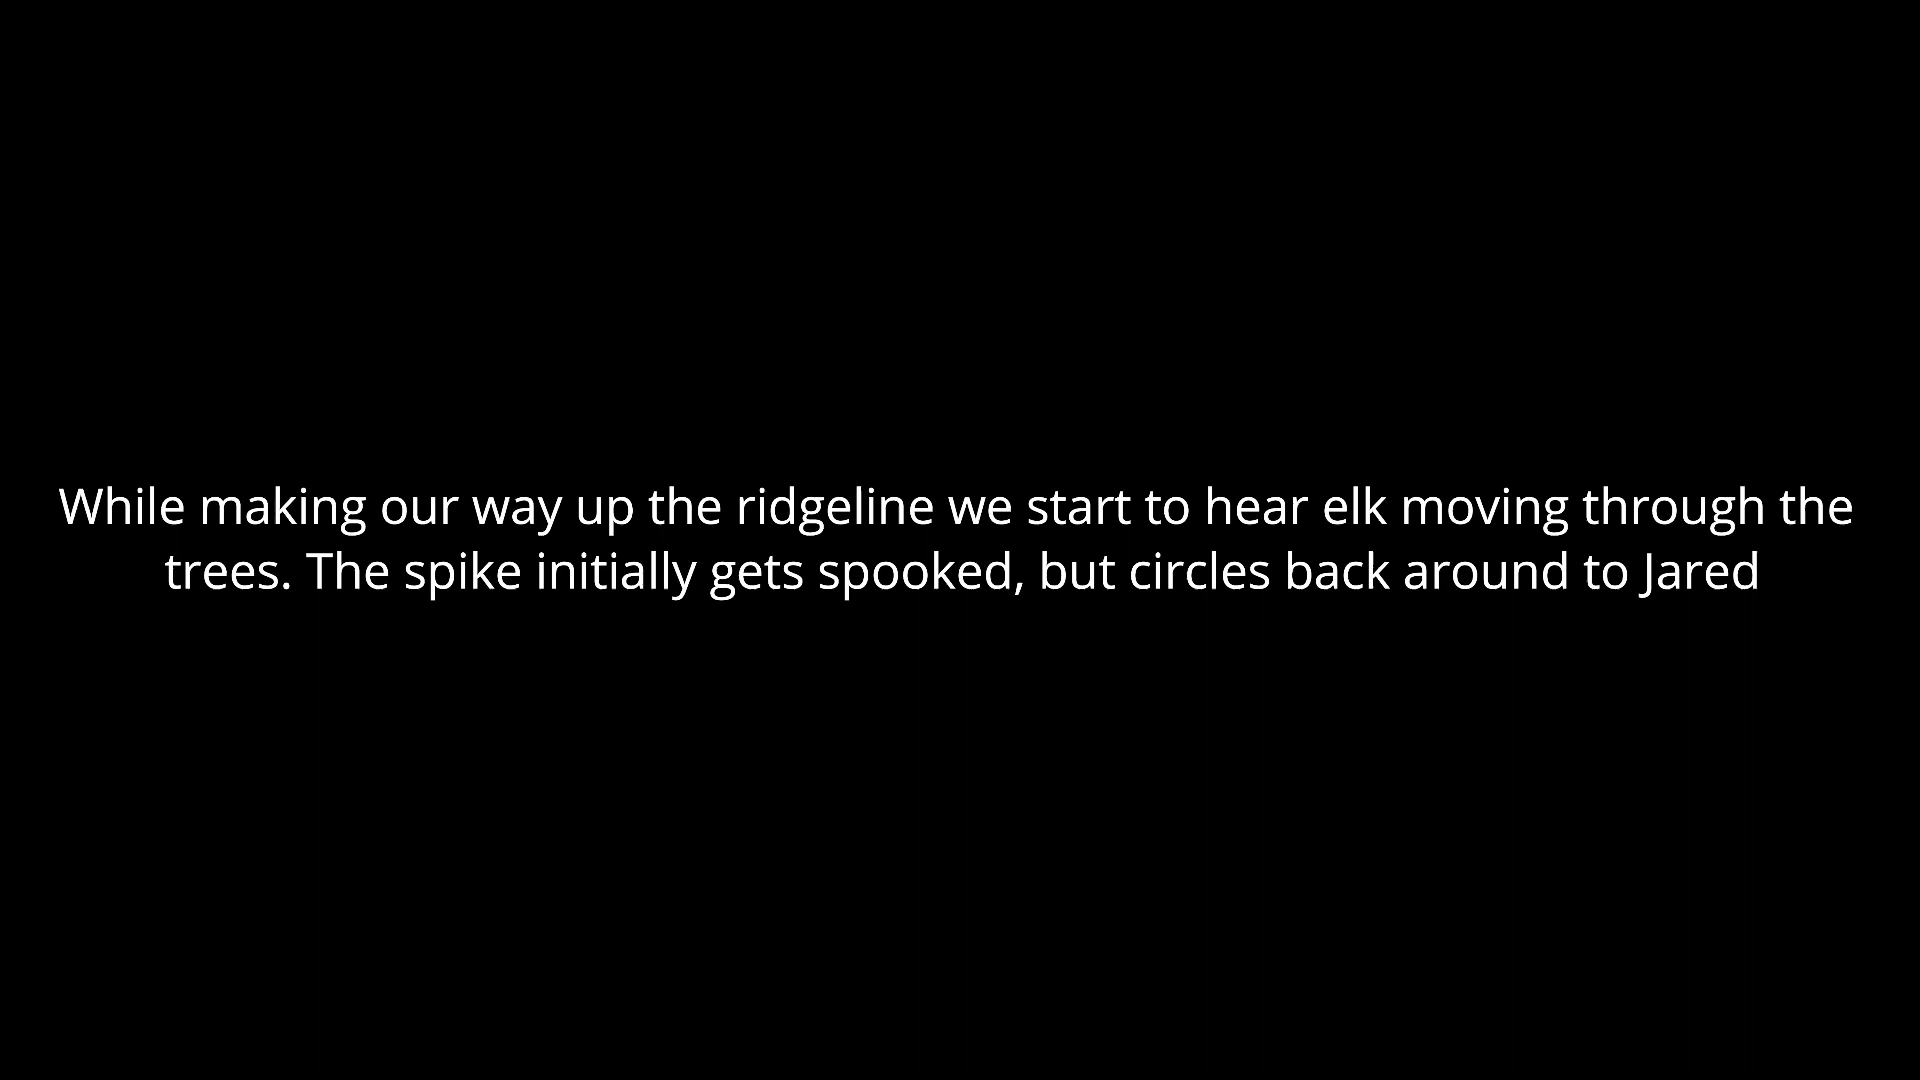 While making our way up the ridgeline we start to hear elk moving through the
trees. The spike initially gets spooked, but circles back around to Jared